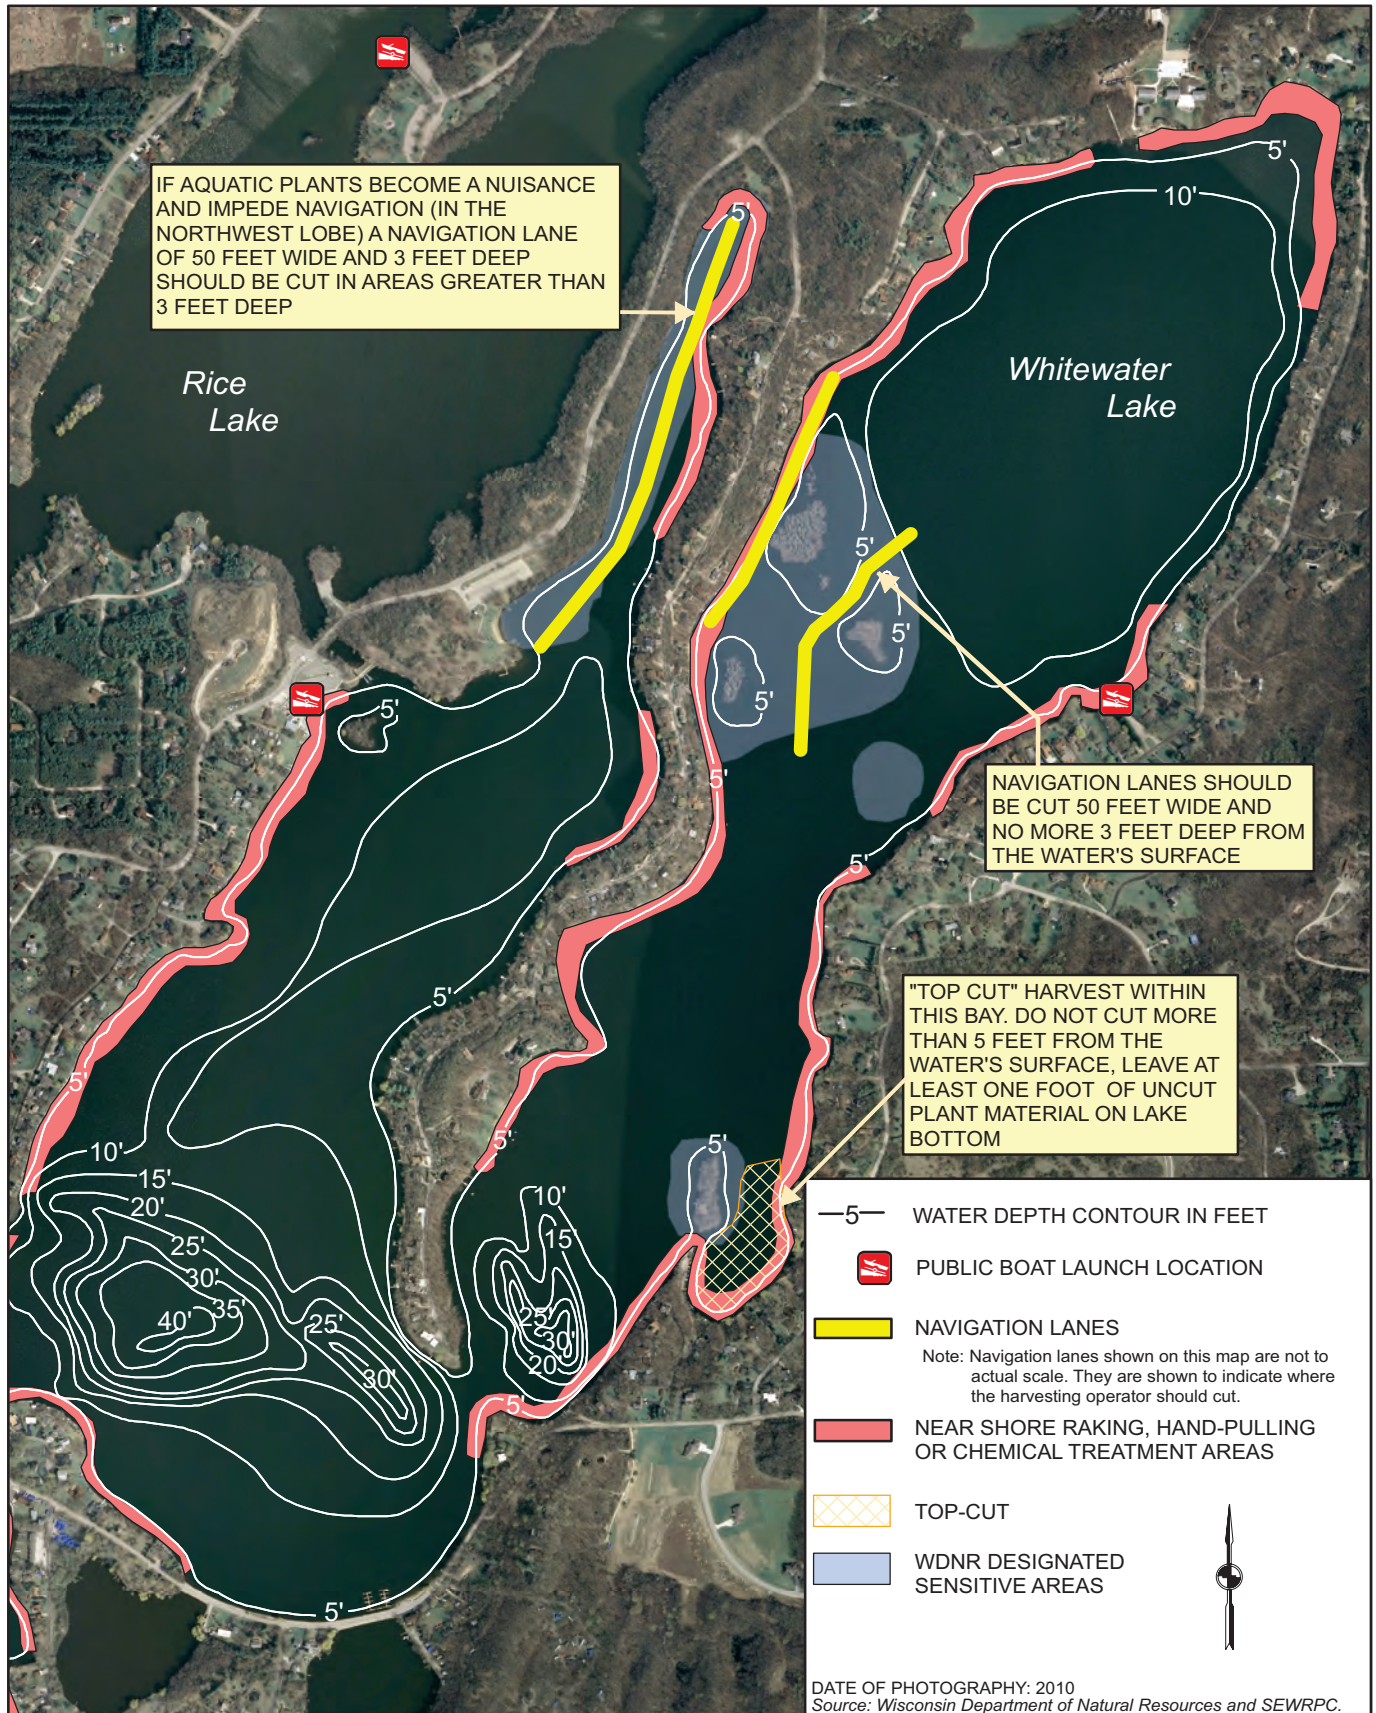 IF AQUATIC PLANTS BECOME A NUISANCE
AND IMPEDE NAVIGATION (IN THE
NORTHWEST LOBE) A NAVIGATION LANE
OF 50 FEET WIDE AND 3 FEET DEEP
SHOULD BE CUT IN AREAS GREATER THAN
3 FEET DEEP
5'
10'
5'
Rice
Lake
Whitewater
Lake
5'
5'
5'
5'
5'
NAVIGATION LANES SHOULD
BE CUT 50 FEET WIDE AND
NO MORE 3 FEET DEEP FROM
THE WATER'S SURFACE
5'
5'
"TOP CUT" HARVEST WITHIN
THIS BAY. DO NOT CUT MORE
THAN 5 FEET FROM THE
WATER'S SURFACE, LEAVE AT
LEAST ONE FOOT OF UNCUT
PLANT MATERIAL ON LAKE
BOTTOM
5'
5'
5'
10'
15'
20'
25'
30'
35'
40'
25'
30'
10'
15'
25'
30'
20'
5'
5'
—5— WATER DEPTH CONTOUR IN FEET
PUBLIC BOAT LAUNCH LOCATION
NAVIGATION LANES
Note: Navigation lanes shown on this map are not to
actual scale. They are shown to indicate where
the harvesting operator should cut.
NEAR SHORE RAKING, HAND-PULLING
OR CHEMICAL TREATMENT AREAS
TOP-CUT
WDNR DESIGNATED
SENSITIVE AREAS
DATE OF PHOTOGRAPHY: 2010
Source: Wisconsin Department of Natural Resources and SEWRPC.